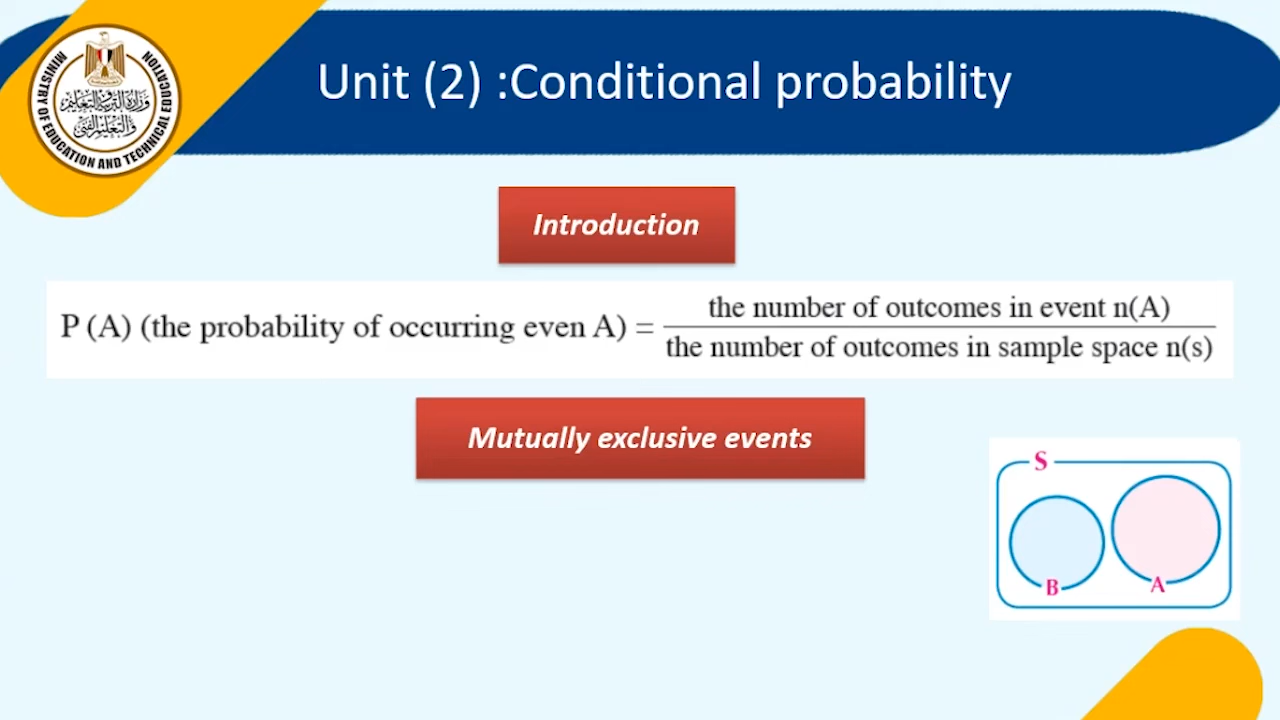 Unit (2) :Conditional probability
MINISTRY OF EDUCATION AND TECHNICAL EDUCATION
وزارة التربية والتعليم
والتعليم الفني
Introduction
P (A) (the probability of occurring even A) = the number of outcomes in event n(A)
the number of outcomes in sample space n(s)
Mutually exclusive events
S
B
A